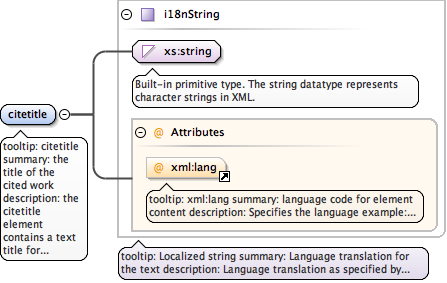 i18nString
xs:string
Built-in primitive type. The string datatype represents
character strings in XML.
citetitle
tooltip: citetitle
summary: the
title of the
cited work
description: the
citetitle
element
contains a text
title for...
@ Attributes
@ xml:lang
tooltip: xml:lang summary: language code for element
content description: Specifies the language example:...
tooltip: Localized string summary: Language translation for
the text description: Language translation as specified by...